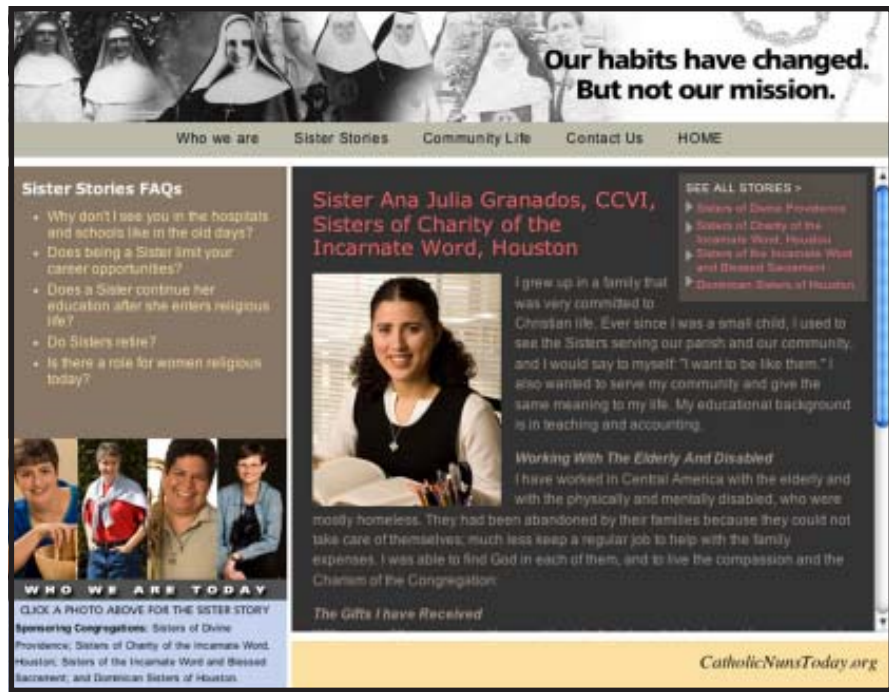 Our habits have changed.
But not our mission.
Who we are Sister Stories Community Life Contact Us HOME
Sister Stories FAQs
• Why don't I see you in the hospitals
and schools like in the old days?
• Does being a Sister limit your
career opportunities?
• Does a Sister continue her
education after she enters religious
life?
• Do Sisters retire?
• Is there a role for women religious
today?
WHO WE ARE TODAY
CLICK A PHOTO ABOVE FOR THE SISTER STORY
Sponsoring Congregations: Sisters of Divine
Providence; Sisters of Charity of the Incarnate Word,
Houston; Sisters of the Incarnate Word and Blessed
Sacrament; and Dominican Sisters of Houston.
Sister Ana Julia Granados, CCVI,
Sisters of Charity of the
Incarnate Word, Houston
SEE ALL STORIES >
Sisters of Divine Providence
Sisters of Charity of the
Incarnate Word, Houston
Sisters of the Incarnate Word
and Blessed Sacrament
Dominican Sisters of Houston
I grew up in a family that
was very committed to
Christian life. Ever since I was a small child, I used to
see the Sisters serving our parish and our community,
and I would say to myself: "I want to be like them." I
also wanted to serve my community and give the
same meaning to my life. My educational background
is in teaching and accounting.
Working With The Elderly And Disabled
I have worked in Central America with the elderly and
with the physically and mentally disabled, who were
mostly homeless. They had been abandoned by their families because they could not
take care of themselves; much less keep a regular job to help with the family
expenses. I was able to find God in each of them, and to live the compassion and the
Charism of the Congregation:
The Gifts I have Received
CatholicNunsToday.org